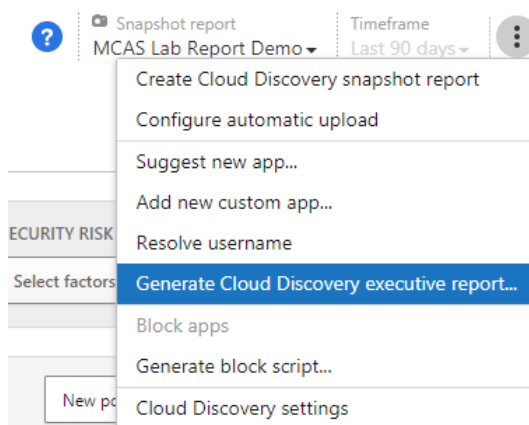 ?
Snapshot report
MCAS Lab Report Demo
Timeframe
Last 90 days
Create Cloud Discovery snapshot report
Configure automatic upload
Suggest new app...
Add new custom app...
Resolve username
ECURITY RISK
Select factors
Generate Cloud Discovery executive report...
Block apps
Generate block script...
New po
Cloud Discovery settings